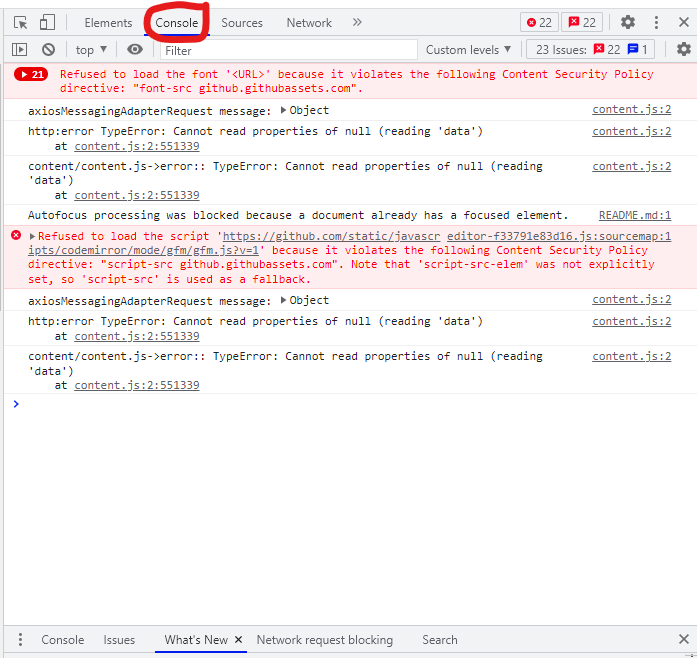 Elements Console Sources Network » 22 22
top Filter Custom levels 23 Issues: 22 1
21 Refused to load the font '<URL>' because it violates the following Content Security Policy
directive: "font-src github.githubassets.com".
axiosMessagingAdapterRequest message: Object content.js:2
http:error TypeError: Cannot read properties of null (reading 'data') content.js:2
at content.js:2:551339
content/content.js->error:: TypeError: Cannot read properties of null (reading content.js:2
'data')
at content.js:2:551339
Autofocus processing was blocked because a document already has a focused element. README.md:1
Refused to load the script 'https://github.com/static/javascr editor-f33791e83d16.js:sourcemap:1
ipts/codemirror/mode/gfm/gfm.js?v=1' because it violates the following Content Security Policy
directive: "script-src github.githubassets.com". Note that 'script-src-elem' was not explicitly
set, so 'script-src' is used as a fallback.
axiosMessagingAdapterRequest message: Object content.js:2
http:error TypeError: Cannot read properties of null (reading 'data') content.js:2
at content.js:2:551339
content/content.js->error:: TypeError: Cannot read properties of null (reading content.js:2
'data')
at content.js:2:551339
>
Console Issues What's New × Network request blocking Search